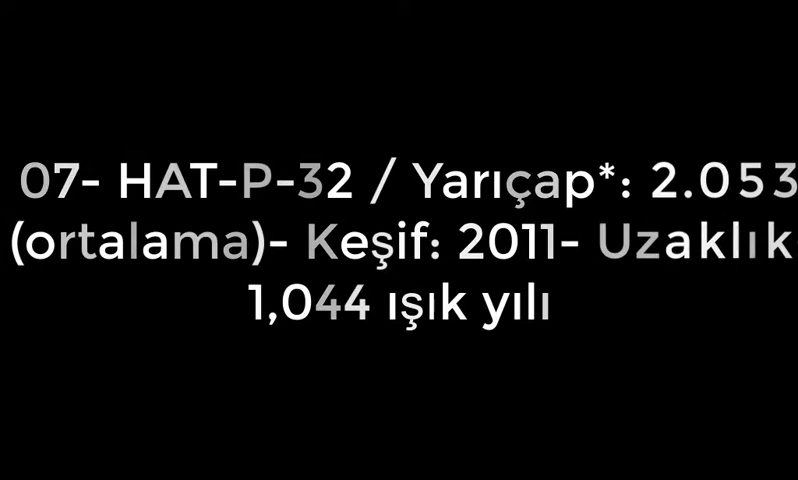 07- HAT-P-32 / Yarıçap*: 2.053
(ortalama)- Keşif: 2011- Uzaklık
1,044 ışık yılı